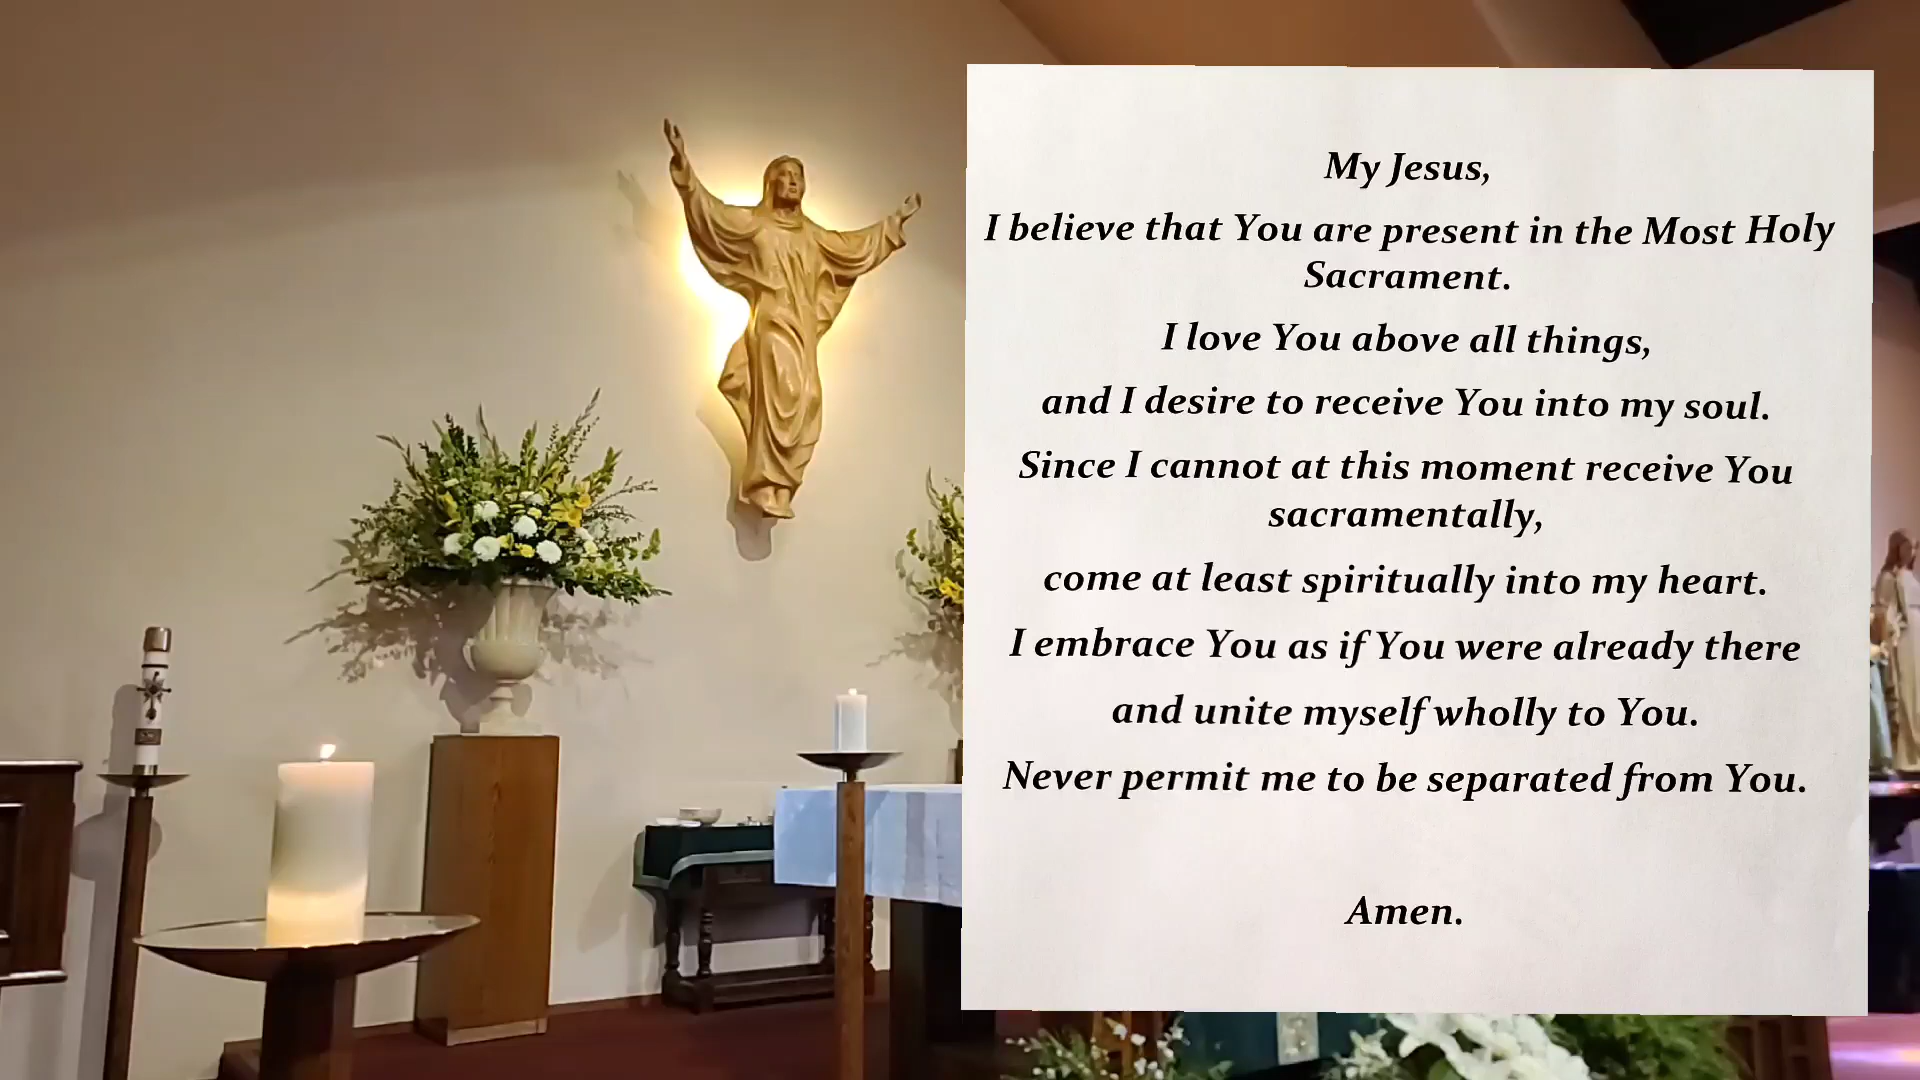 My Jesus,
I believe that You are present in the Most Holy
Sacrament.
I love You above all things,
and I desire to receive You into my soul.
Since I cannot at this moment receive You
sacramentally,
come at least spiritually into my heart.
I embrace You as if You were already there
and unite myself wholly to You.
Never permit me to be separated from You.
Amen.